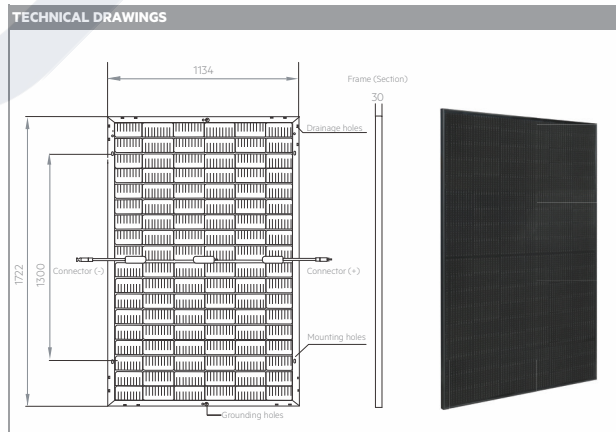 TECHNICAL DRAWINGS
1134
Frame (Section)
30
Drainage holes
1722
1300
Connector (-)
Connector (+)
Mounting holes
Grounding holes